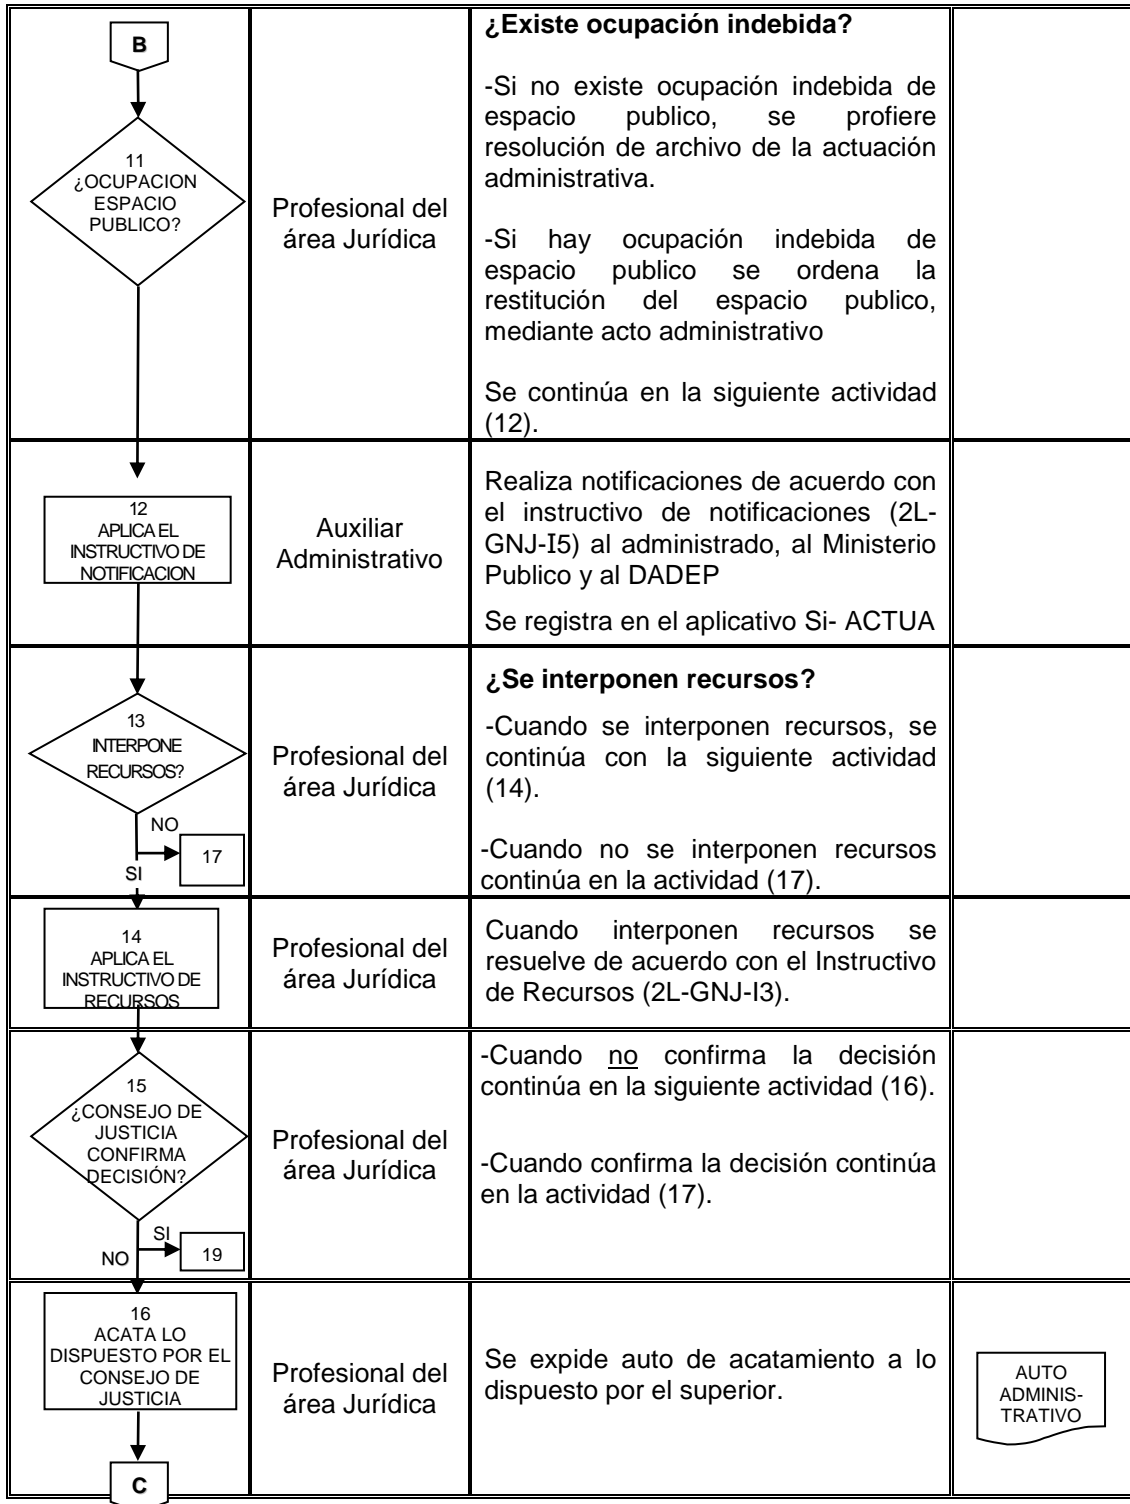 B
11
¿OCUPACION
ESPACIO
PUBLICO?
Profesional del
área Jurídica
¿Existe ocupación indebida?
-Si no existe ocupación indebida de
espacio publico, se profiere
resolución de archivo de la actuación
administrativa.
-Si hay ocupación indebida de
espacio publico se ordena la
restitución del espacio publico,
mediante acto administrativo
Se continúa en la siguiente actividad
(12).
12
APLICA EL
INSTRUCTIVO DE
NOTIFICACION
Auxiliar
Administrativo
Realiza notificaciones de acuerdo con
el instructivo de notificaciones (2L-
GNJ-I5) al administrado, al Ministerio
Publico y al DADEP
Se registra en el aplicativo Si- ACTUA
13
INTERPONE
RECURSOS?
NO
17
SI
Profesional del
área Jurídica
¿Se interponen recursos?
-Cuando se interponen recursos, se
continúa con la siguiente actividad
(14).
-Cuando no se interponen recursos
continúa en la actividad (17).
14
APLICA EL
INSTRUCTIVO DE
RECURSOS
Profesional del
área Jurídica
Cuando interponen recursos se
resuelve de acuerdo con el Instructivo
de Recursos (2L-GNJ-I3).
15
¿CONSEJO DE
JUSTICIA
CONFIRMA
DECISIÓN?
SI
NO
19
Profesional del
área Jurídica
-Cuando no confirma la decisión
continúa en la siguiente actividad (16).
-Cuando confirma la decisión continúa
en la actividad (17).
16
ACATA LO
DISPUESTO POR EL
CONSEJO DE
JUSTICIA
C
Profesional del
área Jurídica
Se expide auto de acatamiento a lo
dispuesto por el superior.
AUTO
ADMINIS-
TRATIVO